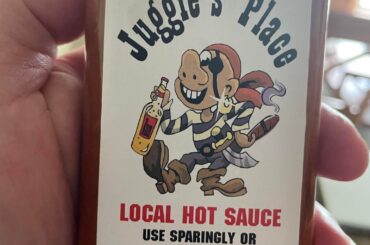 Juggie's Place
LOCAL HOT SAUCE
USE SPARINGLY OR